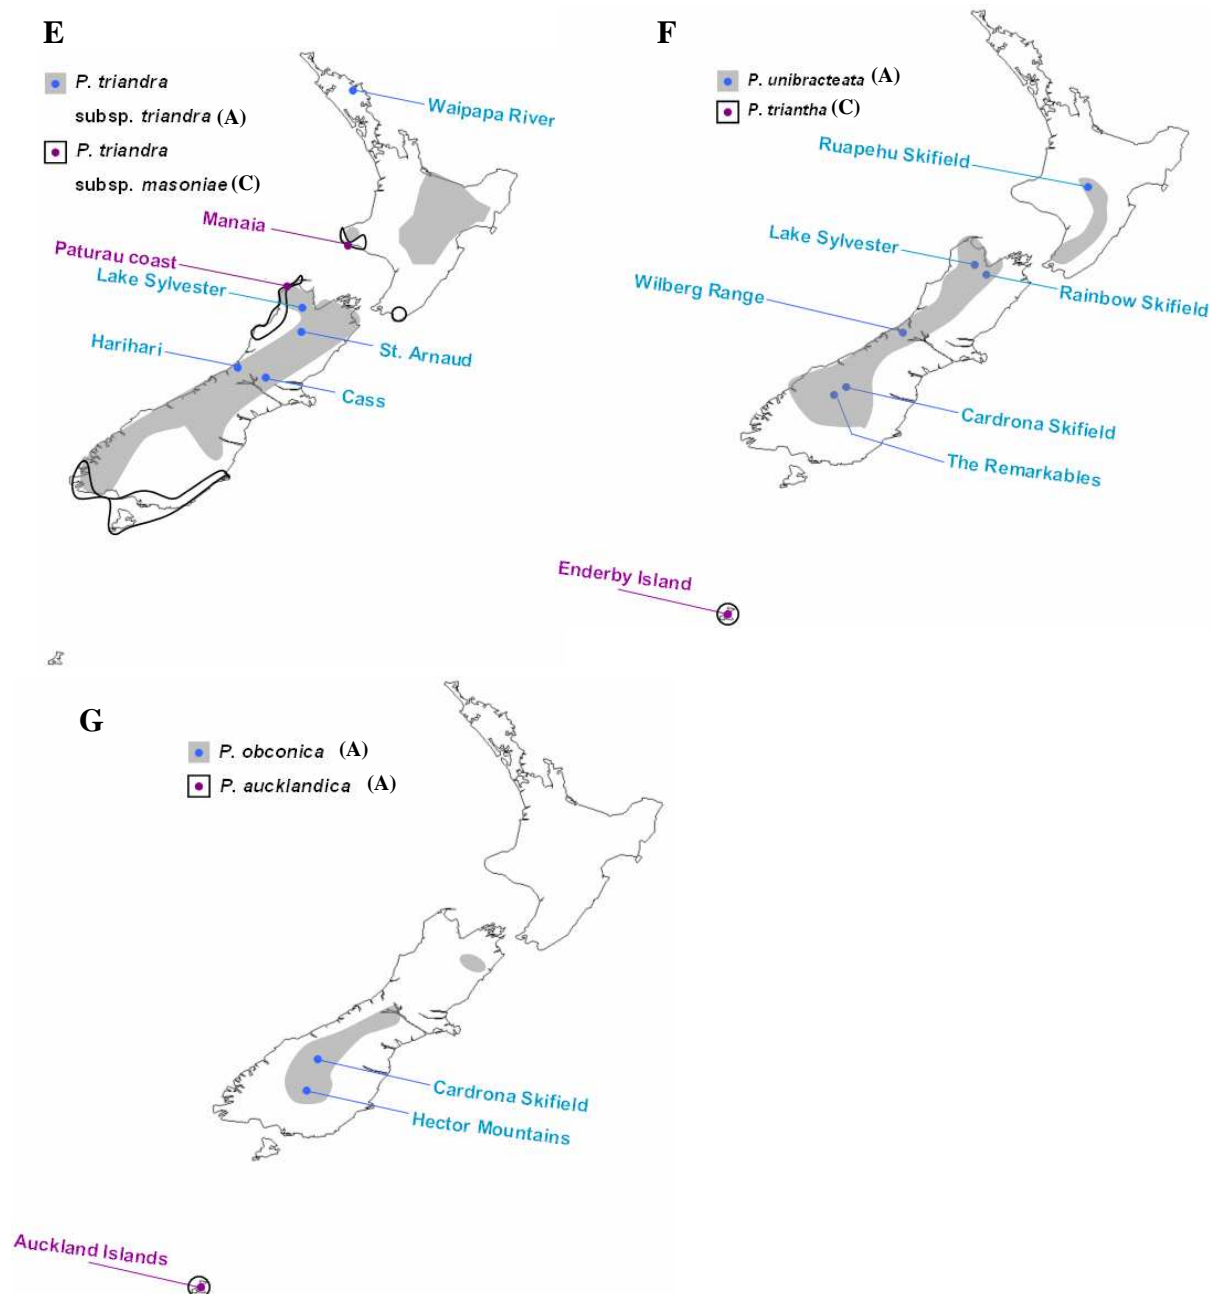 E
P. triandra
subsp. triandra (A)
P. triandra
subsp. masoniae (C)
Waipapa River
Manaia
Paturau coast
Lake Sylvester
Harihari
St. Arnaud
Cass
F
P. unibracteata (A)
P. triantha (C)
Ruapehu Skifield
Lake Sylvester
Wilberg Range
Rainbow Skifield
Cardrona Skifield
The Remarkables
Enderby Island
G
P. obconica (A)
P. aucklandica (A)
Cardrona Skifield
Hector Mountains
Auckland Islands